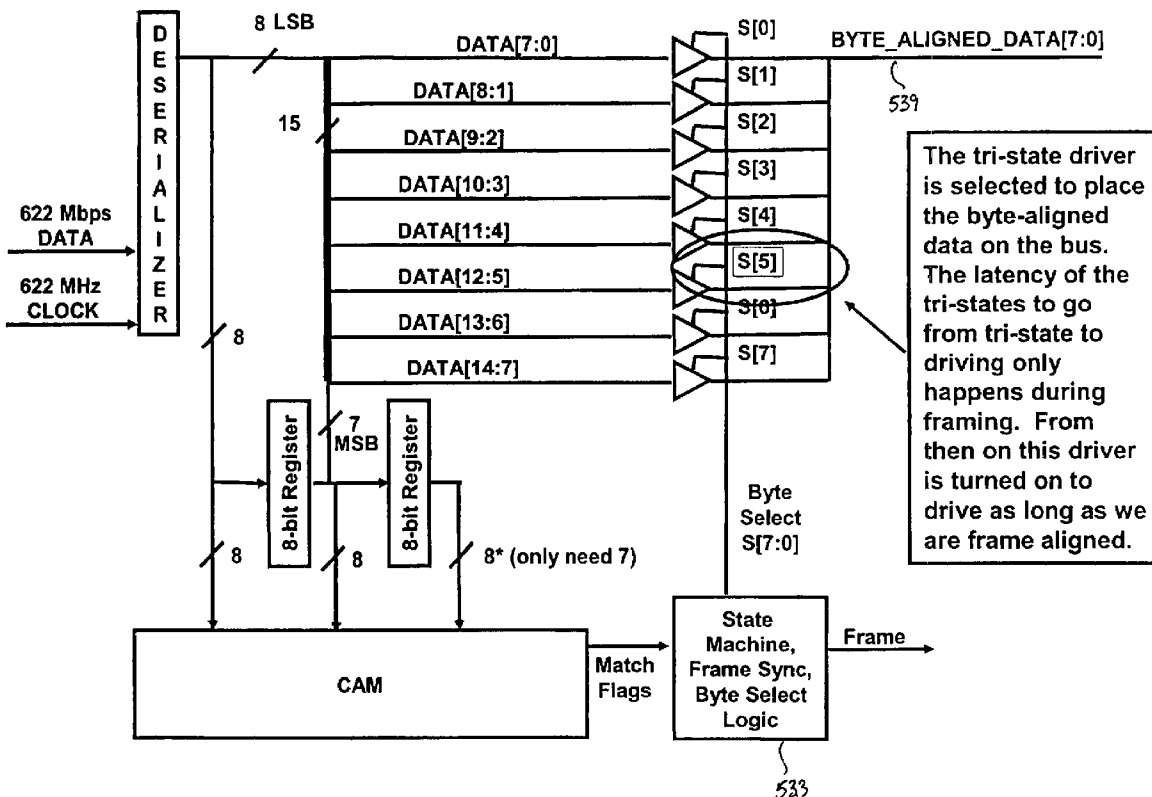 DESERIALIZER
8 LSB
DATA[7:0]
S[0]
BYTE_ALIGNED_DATA[7:0]
539
DATA[8:1]
S[1]
15
DATA[9:2]
S[2]
DATA[10:3]
S[3]
DATA[11:4]
S[4]
DATA[12:5]
S[5]
DATA[13:6]
S[6]
DATA[14:7]
S[7]
622 Mbps
DATA
622 MHz
CLOCK
8
7
MSB
8-bit Register
8-bit Register
8
8
8* (only need 7)
CAM
Match
Flags
Byte
Select
S[7:0]
State
Machine,
Frame Sync,
Byte Select
Logic
533
Frame
The tri-state driver
is selected to place
the byte-aligned
data on the bus.
The latency of the
tri-states to go
from tri-state to
driving only
happens during
framing. From
then on this driver
is turned on to
drive as long as we
are frame aligned.